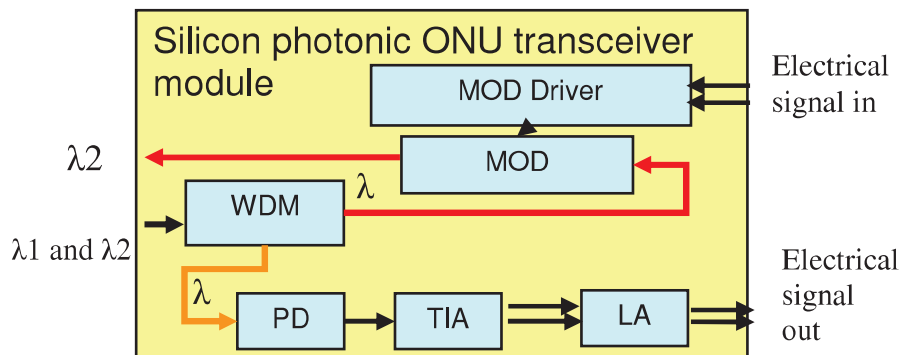 Silicon photonic ONU transceiver
module
MOD Driver
Electrical
signal in
MOD
λ2
λ
WDM
λ1 and λ2
λ
PD
TIA
LA
Electrical
signal
out